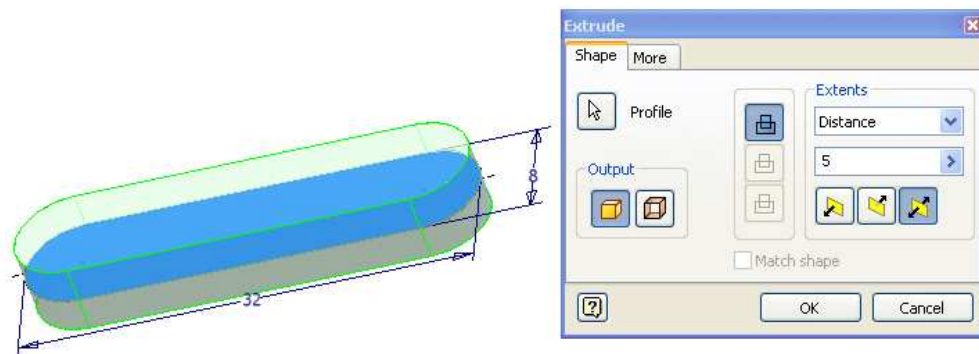 Extrude
Shape More
Profile
Extents
Distance
5
Output
Match shape
OK Cancel
8
32